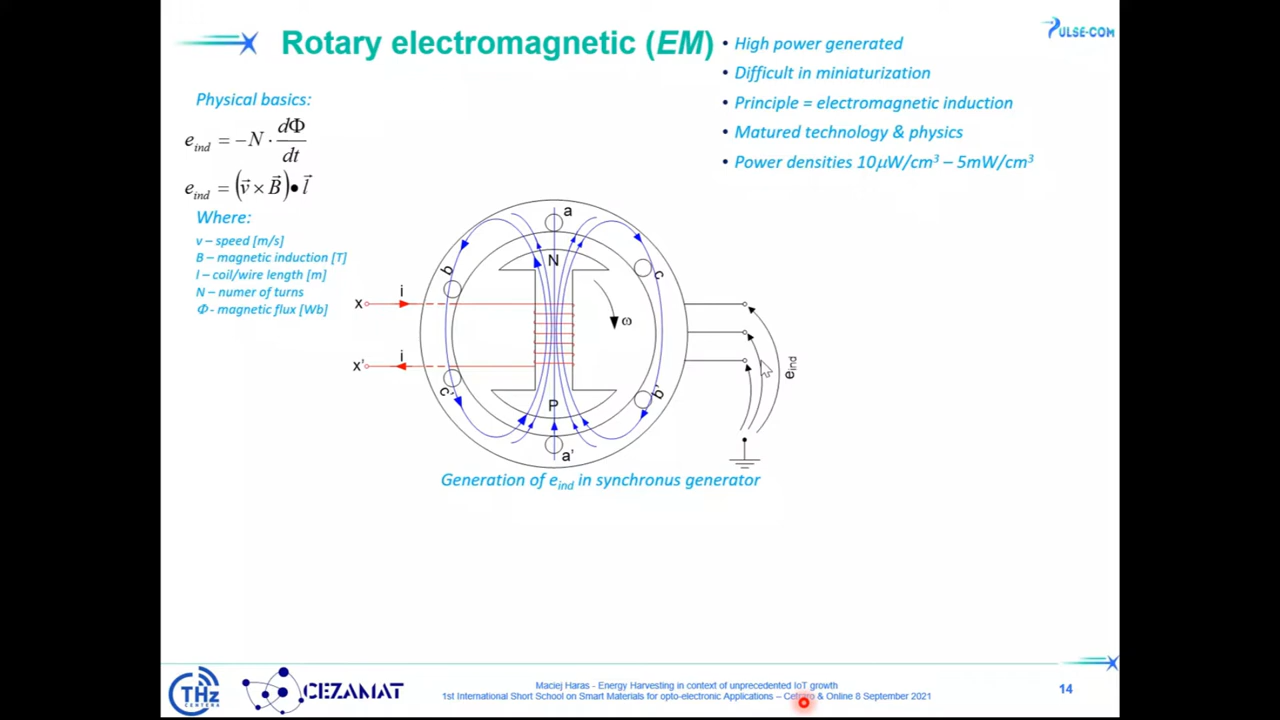 Rotary electromagnetic (EM)
PULSE-COM
• High power generated
• Difficult in miniaturization
• Principle = electromagnetic induction
• Matured technology & physics
• Power densities 10μW/cm³ – 5mW/cm³
Physical basics:
e_ind = −N · dΦ/dt
e_ind = (v⃗ × B⃗) • l⃗
Where:
v – speed [m/s]
B – magnetic induction [T]
l – coil/wire length [m]
N – numer of turns
Φ - magnetic flux [Wb]
a
N
b
c
x
i
ω
x'
i
e_ind
c'
b'
P
a'
Generation of e_ind in synchronus generator
THz
CENTERA
CEZAMAT
Maciej Haras - Energy Harvesting in context of unprecedented IoT growth
1st International Short School on Smart Materials for opto-electronic Applications – Cetraro & Online 8 September 2021
14